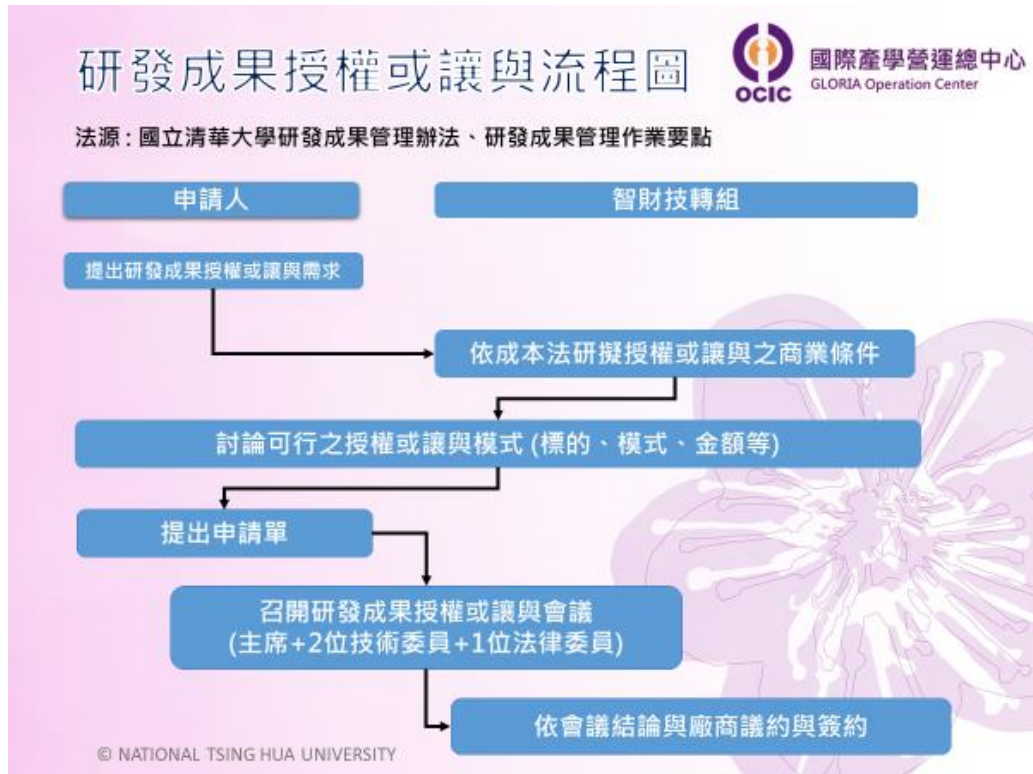 研發成果授權或讓與流程圖
OCIC
國際產學營運總中心
GLORIA Operation Center
法源：國立清華大學研發成果管理辦法、研發成果管理作業要點
申請人
智財技轉組
提出研發成果授權或讓與需求
依成本法研擬授權或讓與之商業條件
討論可行之授權或讓與模式 (標的、模式、金額等)
提出申請單
召開研發成果授權或讓與會議
(主席+2位技術委員+1位法律委員)
依會議結論與廠商議約與簽約
© NATIONAL TSING HUA UNIVERSITY